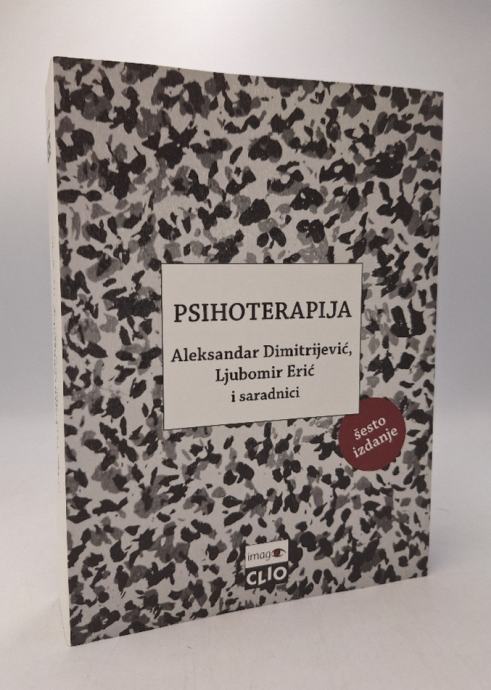 PSIHOTERAPIJA
Aleksandar Dimitrijević,
Ljubomir Erić
i saradnici
šesto
izdanje
imago
CLIO